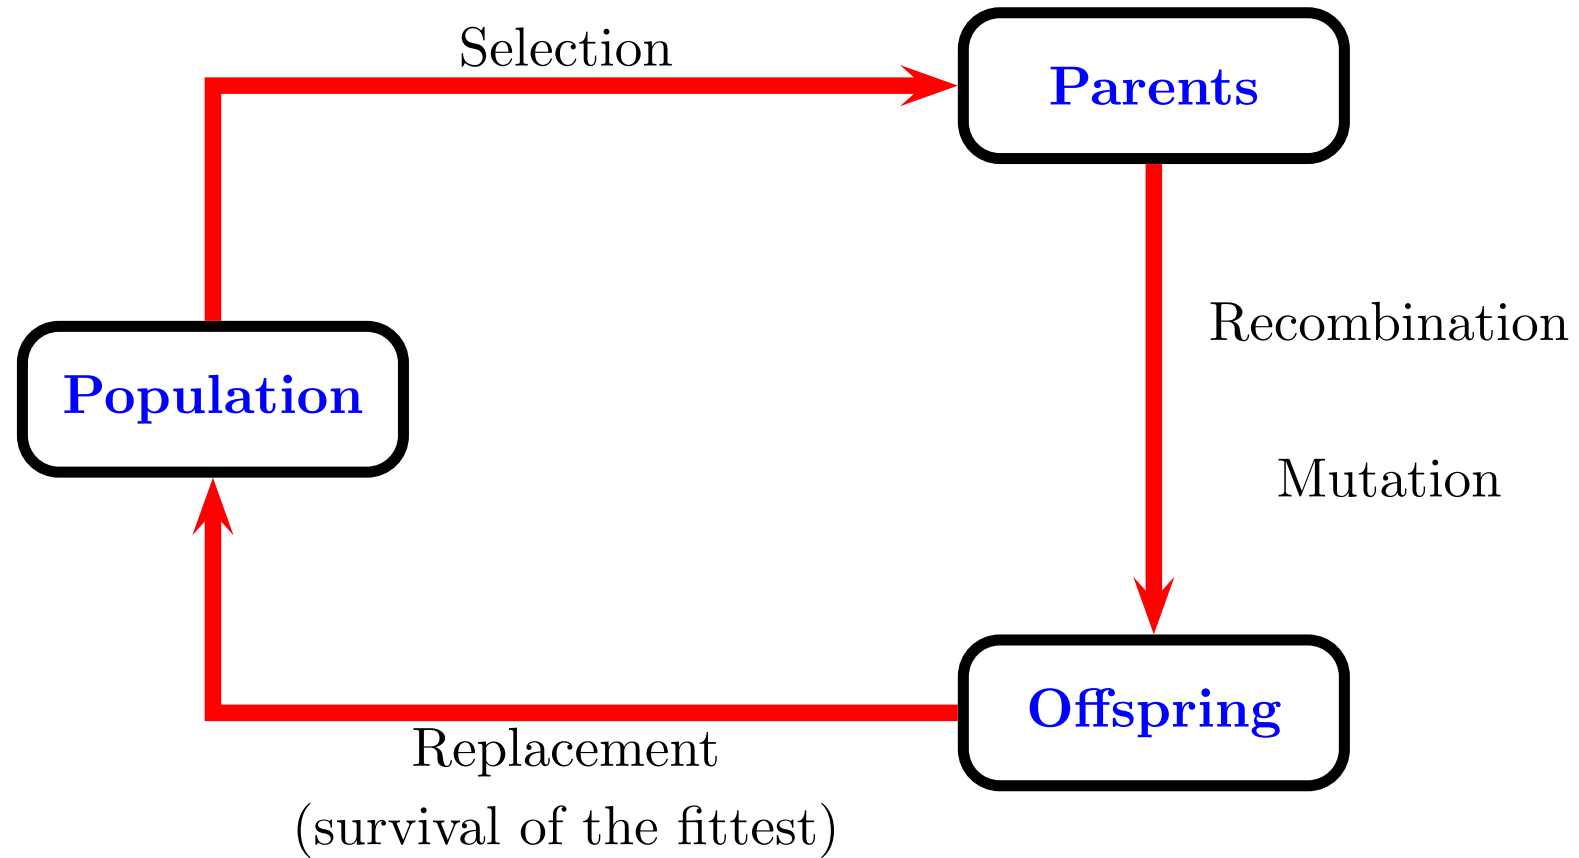 Selection
Parents
Recombination
Population
Mutation
Offspring
Replacement
(survival of the fittest)